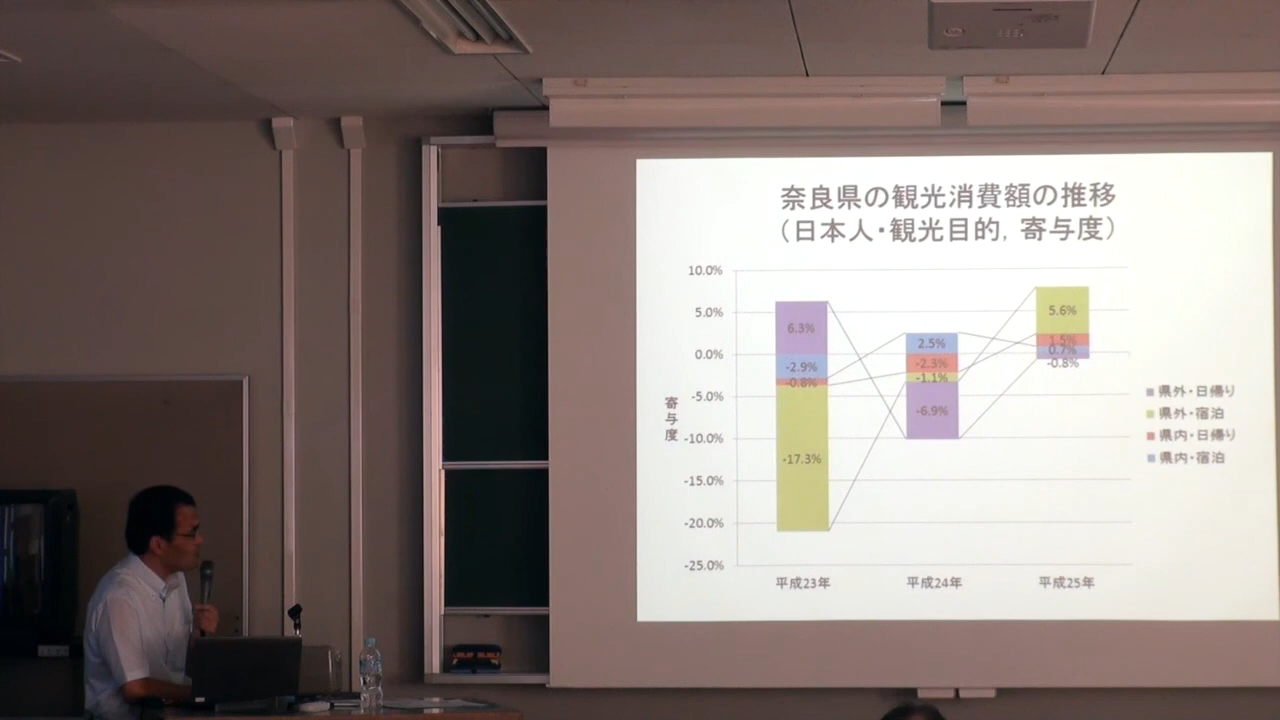 奈良県の観光消費額の推移
（日本人・観光目的，寄与度）
10.0%
5.0%
0.0%
-5.0%
-10.0%
-15.0%
-20.0%
-25.0%
寄与度
6.3%
-2.9%
-0.8%
-17.3%
2.5%
-2.3%
-1.1%
-6.9%
5.6%
1.5%
0.7%
-0.8%
平成23年
平成24年
平成25年
県外・日帰り
県外・宿泊
県内・日帰り
県内・宿泊